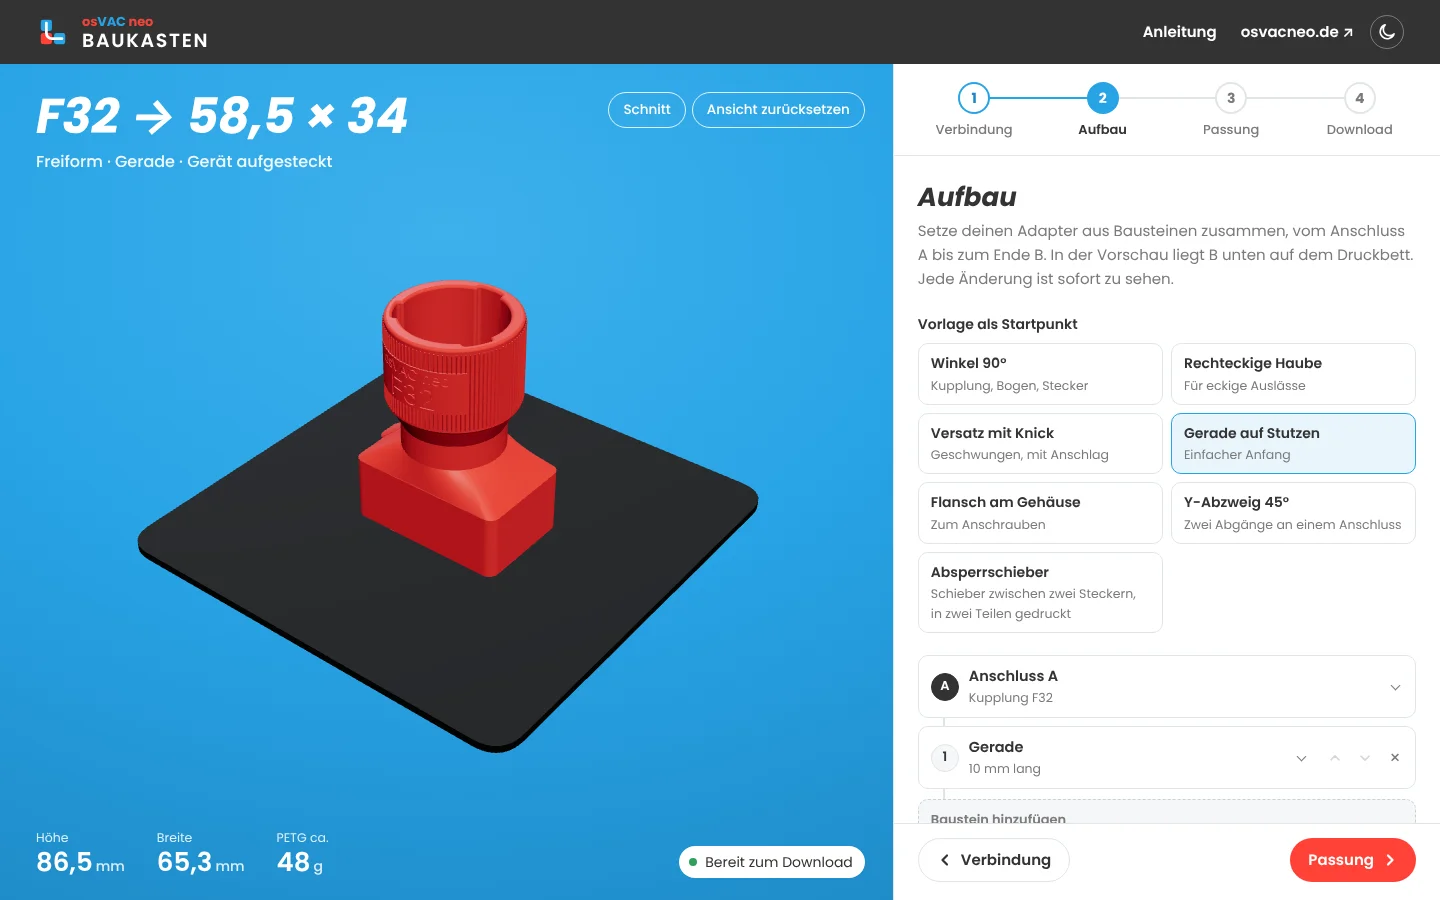 osVAC neo
BAUKASTEN
Anleitung
osvacneo.de ↗
F32 → 58,5 × 34
Freiform · Gerade · Gerät aufgesteckt
Schnitt
Ansicht zurücksetzen
F32
Höhe
86,5 mm
Breite
65,3 mm
PETG ca.
48 g
Bereit zum Download
1
2
3
4
Verbindung
Aufbau
Passung
Download
Aufbau
Setze deinen Adapter aus Bausteinen zusammen, vom Anschluss
A bis zum Ende B. In der Vorschau liegt B unten auf dem Druckbett.
Jede Änderung ist sofort zu sehen.
Vorlage als Startpunkt
Winkel 90°
Kupplung, Bogen, Stecker
Rechteckige Haube
Für eckige Auslässe
Versatz mit Knick
Geschwungen, mit Anschlag
Gerade auf Stutzen
Einfacher Anfang
Flansch am Gehäuse
Zum Anschrauben
Y-Abzweig 45°
Zwei Abgänge an einem Anschluss
Absperrschieber
Schieber zwischen zwei Steckern,
in zwei Teilen gedruckt
A
Anschluss A
Kupplung F32
1
Gerade
10 mm lang
Baustein hinzufügen
Verbindung
Passung